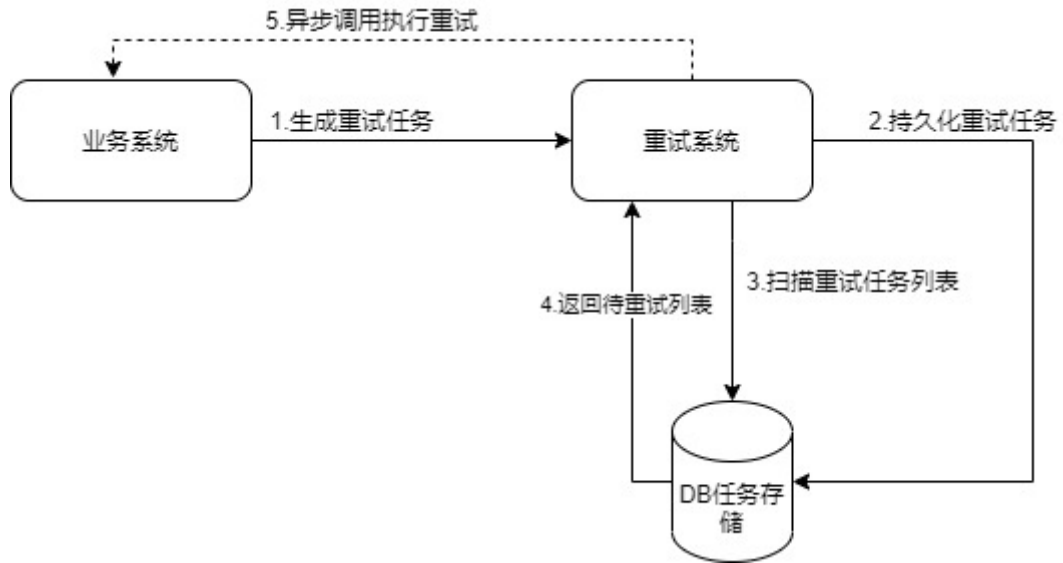 5.异步调用执行重试
业务系统
1.生成重试任务
重试系统
2.持久化重试任务
3.扫描重试任务列表
4.返回待重试列表
DB任务存
储